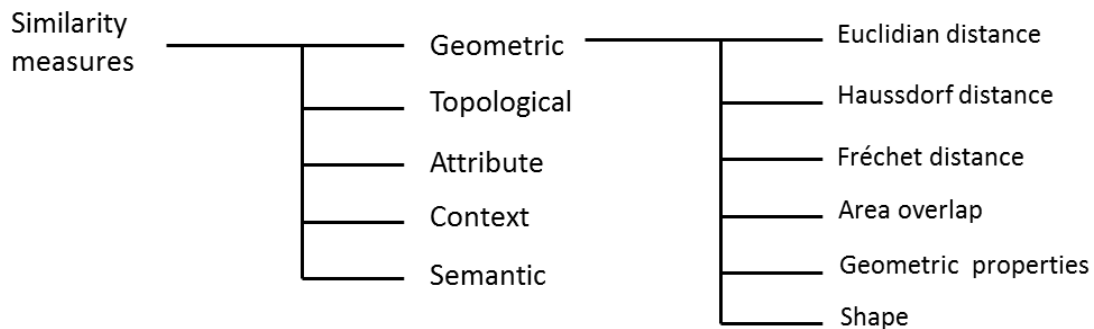 Similarity
measures
Geometric
Topological
Attribute
Context
Semantic
Euclidian distance
Haussdorf distance
Fréchet distance
Area overlap
Geometric properties
Shape